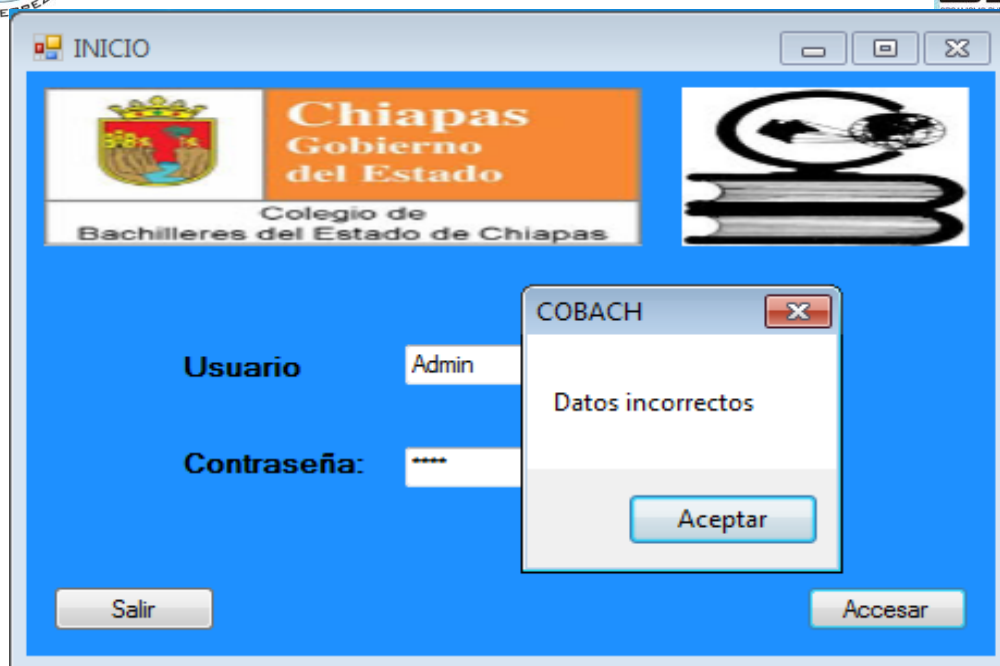 INICIO
Chiapas
Gobierno
del Estado
Colegio de
Bachilleres del Estado de Chiapas
COBACH
Datos incorrectos
Aceptar
Usuario
Admin
Contraseña:
****
Salir
Accesar